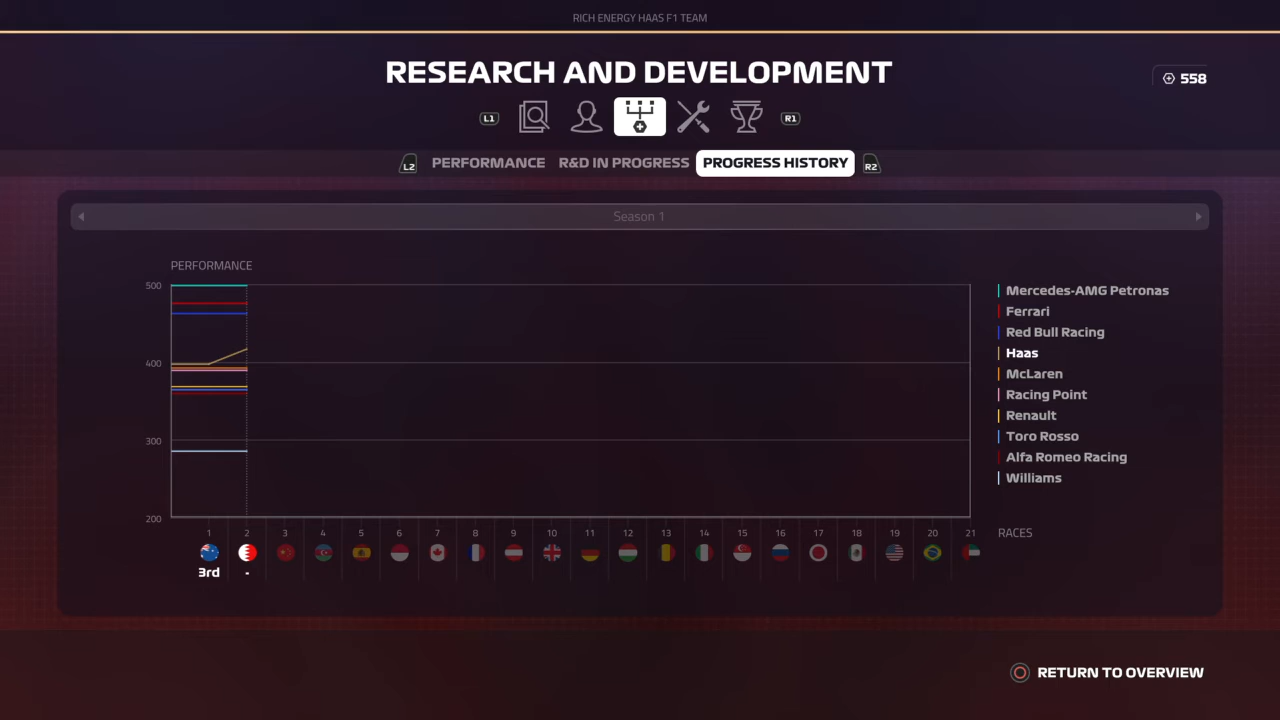 RICH ENERGY HAAS F1 TEAM
RESEARCH AND DEVELOPMENT
558
L1
R1
L2 PERFORMANCE R&D IN PROGRESS PROGRESS HISTORY R2
Season 1
PERFORMANCE
500
400
300
200
Mercedes-AMG Petronas
Ferrari
Red Bull Racing
Haas
McLaren
Racing Point
Renault
Toro Rosso
Alfa Romeo Racing
Williams
1 2 3 4 5 6 7 8 9 10 11 12 13 14 15 16 17 18 19 20 21 RACES
3rd -
RETURN TO OVERVIEW